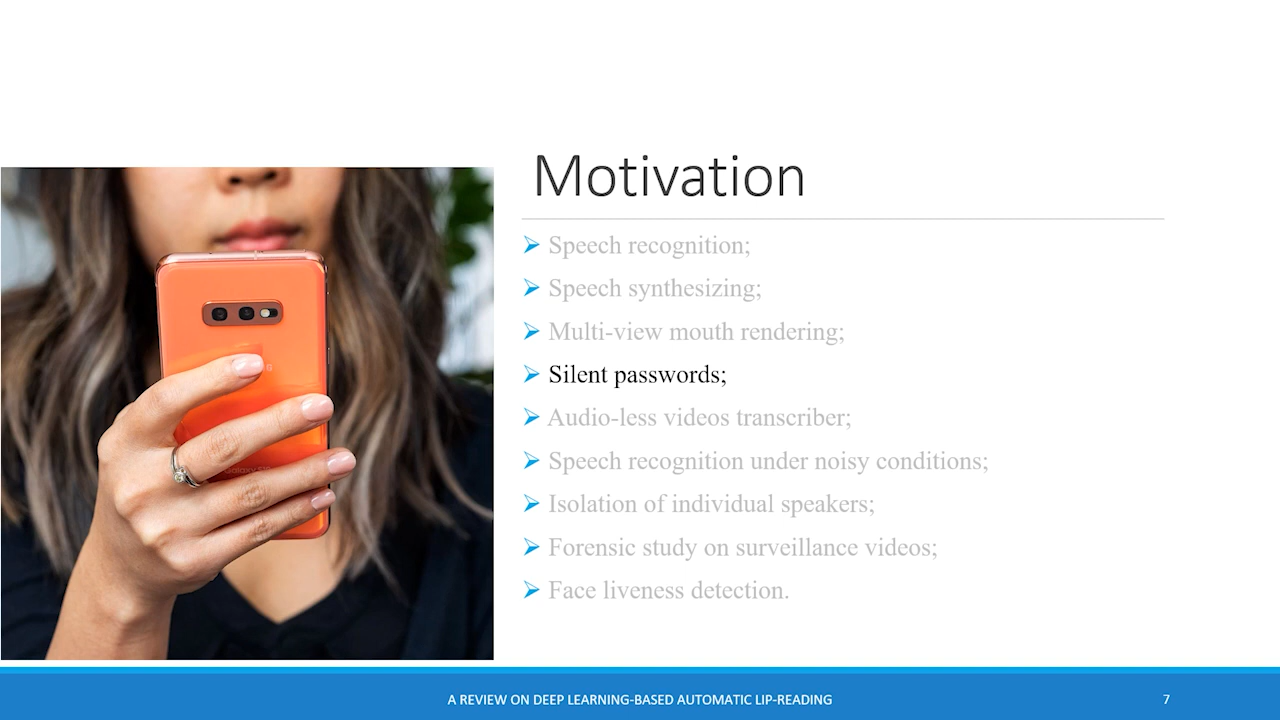 Motivation
Speech recognition;
Speech synthesizing;
Multi-view mouth rendering;
Silent passwords;
Audio-less videos transcriber;
Speech recognition under noisy conditions;
Isolation of individual speakers;
Forensic study on surveillance videos;
Face liveness detection.
A REVIEW ON DEEP LEARNING-BASED AUTOMATIC LIP-READING
7